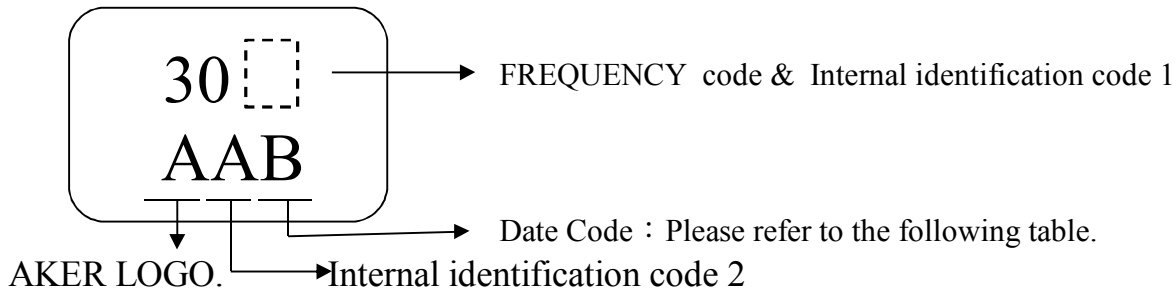 30 FREQUENCY code & Internal identification code 1
AAB
Date Code：Please refer to the following table.
AKER LOGO. Internal identification code 2